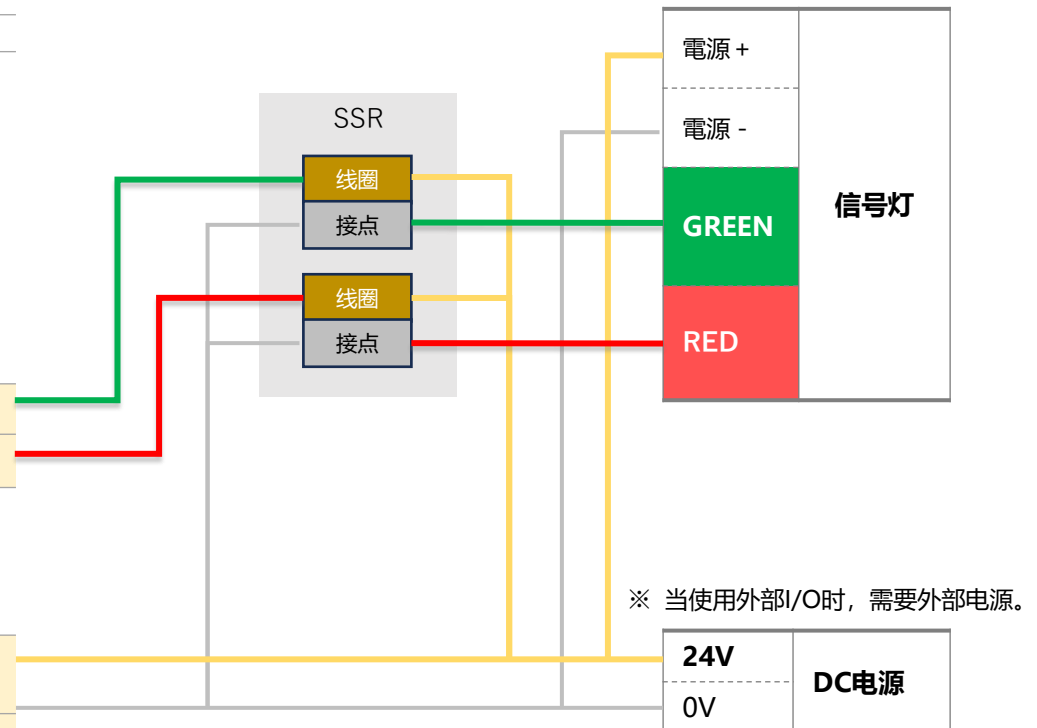 電源 +
SSR
電源 -
线圈
信号灯
接点
GREEN
线圈
接点
RED
※ 当使用外部I/O时，需要外部电源。
24V
DC电源
0V